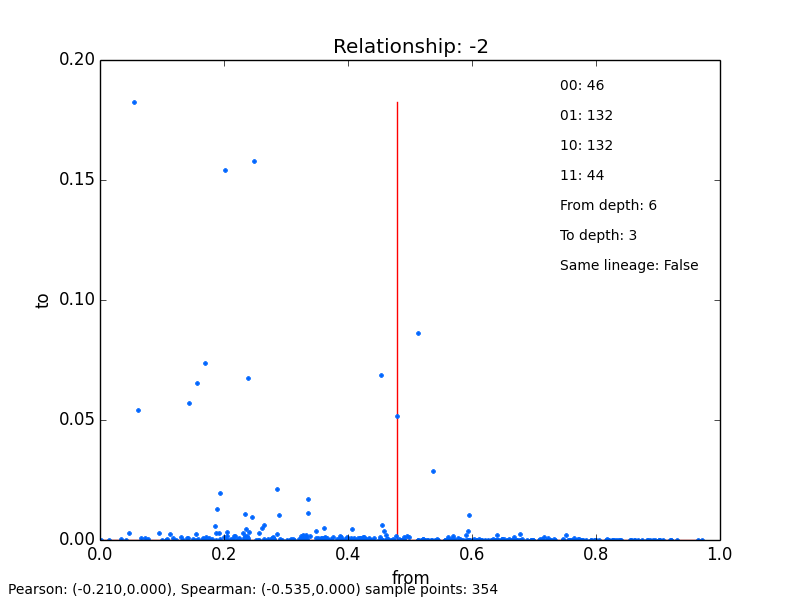 Relationship: -2
0.20
0.15
0.10
0.05
0.00
to
00: 46
01: 132
10: 132
11: 44
From depth: 6
To depth: 3
Same lineage: False
0.0 0.2 0.4 0.6 0.8 1.0
from
Pearson: (-0.210,0.000), Spearman: (-0.535,0.000) sample points: 354